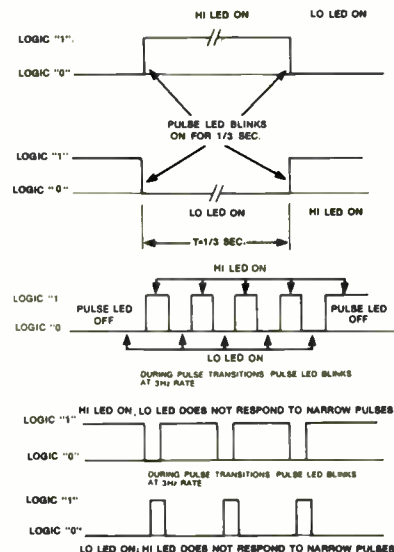 HI LED ON LO LED ON
LOGIC "1".
LOGIC "0"
PULSE LED BLINKS
ON FOR 1/3 SEC.
LOGIC "1"
LOGIC "0"
LO LED ON HI LED ON
T=1/3 SEC.
HI LED ON
LOGIC "1
PULSE LED
OFF
PULSE LED
OFF
LOGIC "0
LO LED ON
DURING PULSE TRANSITIONS PULSE LED BLINKS
AT 3Hz RATE
HI LED ON, LO LED DOES NOT RESPOND TO NARROW PULSES
LOGIC "1"
LOGIC "0"
DURING PULSE TRANSITIONS PULSE LED BLINKS
AT 3Hz RATE
LOGIC "1"
LOGIC "0"
LO LED ON; HI LED DOES NOT RESPOND TO NARROW PULSES